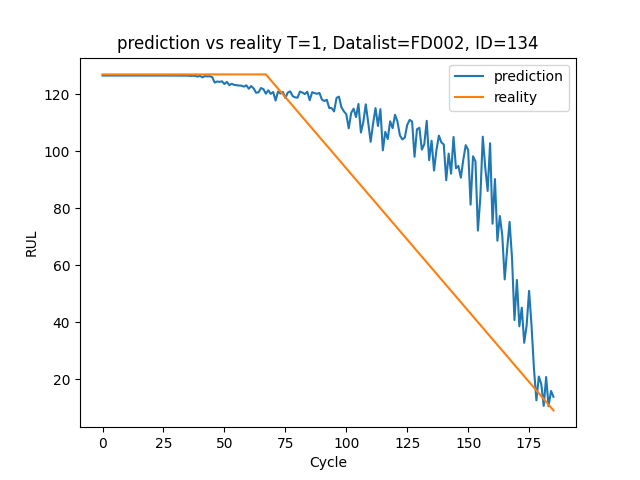 prediction vs reality T=1, Datalist=FD002, ID=134
prediction
reality
RUL
120
100
80
60
40
20
0 25 50 75 100 125 150 175
Cycle